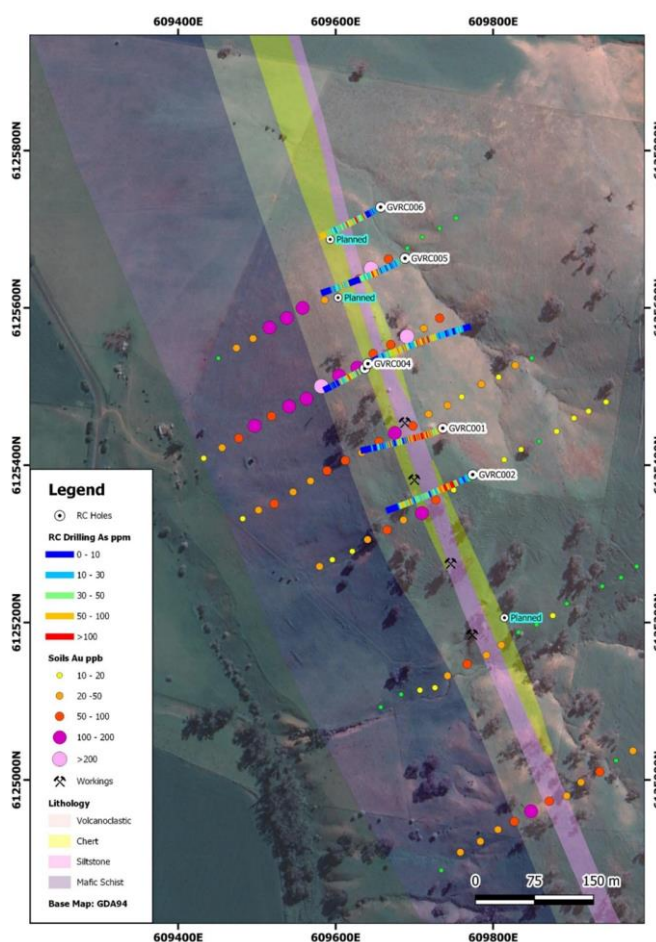 609400E
609600E
609800E
6125800N
6125600N
6125400N
6125200N
6125000N
GVRC006
Planned
GVRC005
Planned
GVRC004
GVRC001
GVRC002
Planned
Legend
RC Holes
RC Drilling As ppm
0 - 10
10 - 30
30 - 50
50 - 100
>100
Soils Au ppb
10 - 20
20 -50
50 - 100
100 - 200
>200
Workings
Lithology
Volcanoclastic
Chert
Siltstone
Mafic Schist
Base Map: GDA94
0 75 150 m
609400E
609600E
609800E